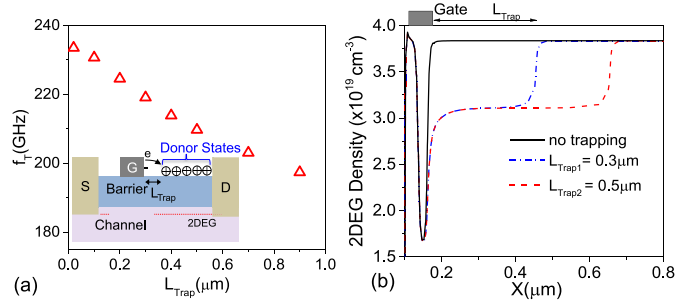 240
220
200
180
f_T(GHz)
Donor States
e
G
S
Barrier
L_Trap
D
Channel
2DEG
0.0 0.2 0.4 0.6 0.8 1.0
(a)
L_Trap(μm)
Gate
L_Trap
4.0
3.5
3.0
2.5
2.0
1.5
2DEG Density (x10^19 cm-3)
no trapping
L_Trap1= 0.3μm
L_Trap2 = 0.5μm
0.2 0.4 0.6 0.8
(b)
X(μm)